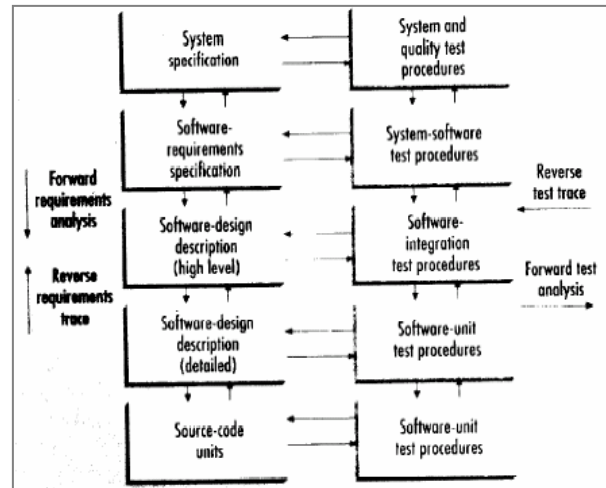 System
specification
System and
quality test
procedures
Software-
requirements
specification
System-software
test procedures
Forward
requirements
analysis
Reverse
requirements
trace
Software-design
description
(high level)
Software-
integration
test procedures
Reverse
test trace
Forward test
analysis
Software-design
description
(detailed)
Software-unit
test procedures
Source-code
units
Software-unit
test procedures